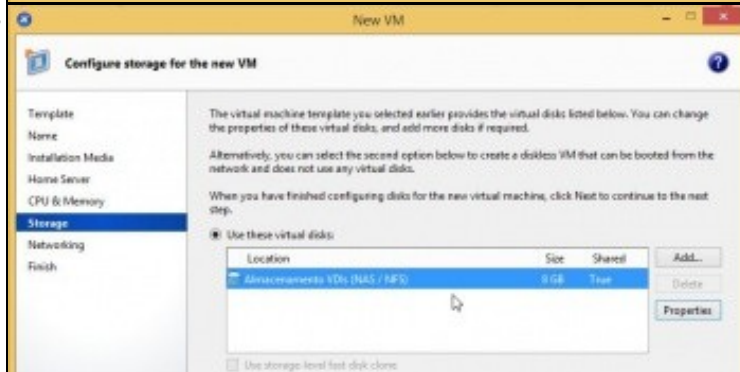 New VM
Configure storage for the new VM
Template
Name
Installation Media
Home Server
CPU & Memory
Storage
Networking
Finish
The virtual machine template you selected earlier provides the virtual disks listed below. You can change
the properties of these virtual disks, and add more disks if required.
Alternatively, you can select the second option below to create a diskless VM that can be booted from the
network and does not use any virtual disks.
When you have finished configuring disks for the new virtual machine, click Next to continue to the next
step.
Use these virtual disks:
Location Size Shared
Almacenamento VDIs (NAS / NFS) 8 GB True
Add...
Delete
Properties
Use storage-level fast disk clone